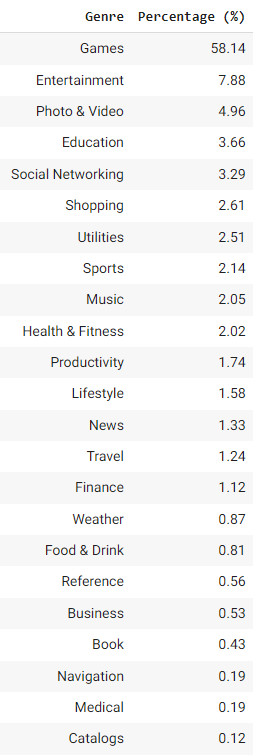 Genre Percentage (%)
Games 58.14
Entertainment 7.88
Photo & Video 4.96
Education 3.66
Social Networking 3.29
Shopping 2.61
Utilities 2.51
Sports 2.14
Music 2.05
Health & Fitness 2.02
Productivity 1.74
Lifestyle 1.58
News 1.33
Travel 1.24
Finance 1.12
Weather 0.87
Food & Drink 0.81
Reference 0.56
Business 0.53
Book 0.43
Navigation 0.19
Medical 0.19
Catalogs 0.12